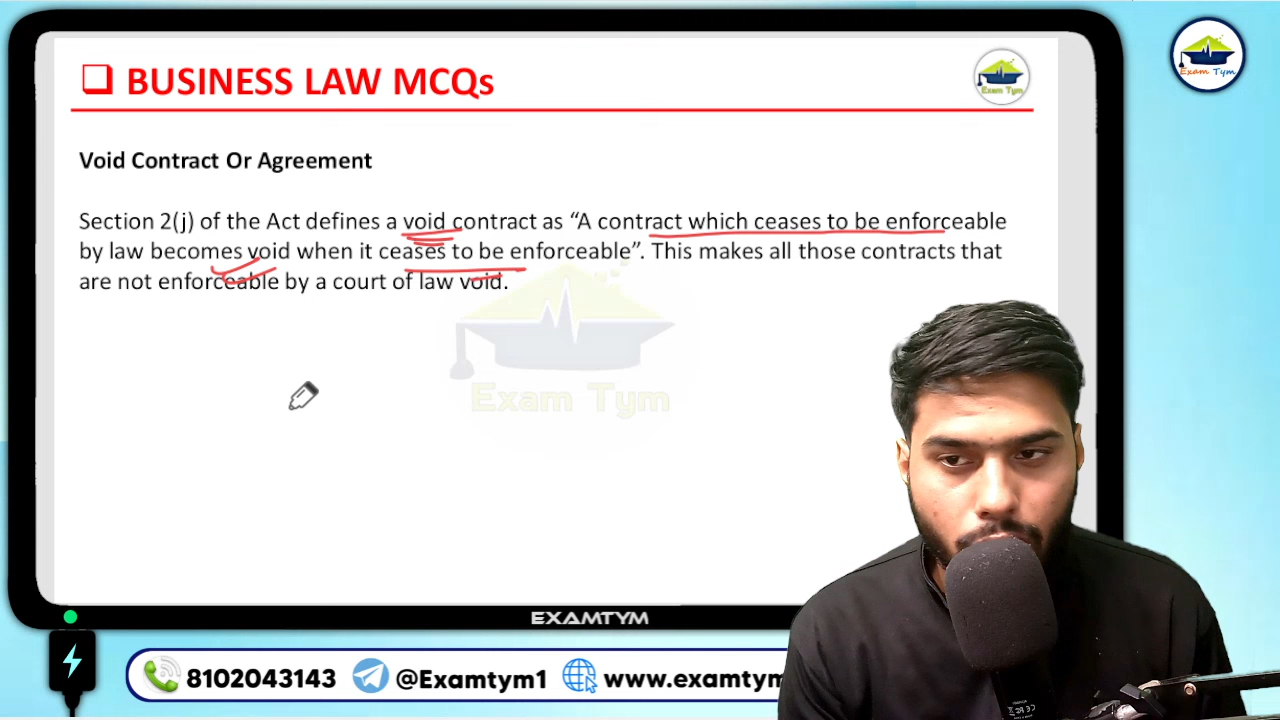 ❑ BUSINESS LAW MCQs
Exam Tym
Exam Tym
Void Contract Or Agreement
Section 2(j) of the Act defines a void contract as “A contract which ceases to be enforceable
by law becomes void when it ceases to be enforceable”. This makes all those contracts that
are not enforceable by a court of law void.
Exam Tym
EXAMTYM
8102043143 @Examtym1 www.examtym